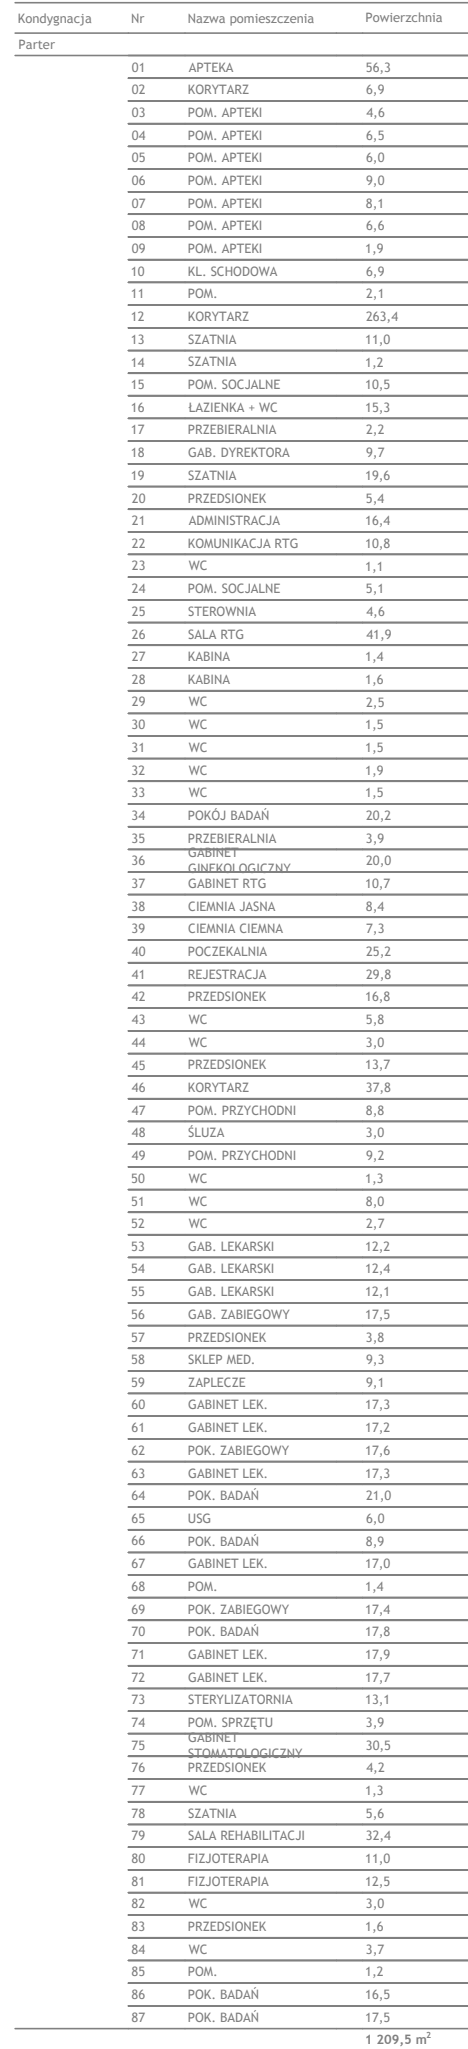 Kondygnacja Nr Nazwa pomieszczenia Powierzchnia
Parter
01 APTEKA 56,3
02 KORYTARZ 6,9
03 POM. APTEKI 4,6
04 POM. APTEKI 6,5
05 POM. APTEKI 6,0
06 POM. APTEKI 9,0
07 POM. APTEKI 8,1
08 POM. APTEKI 6,6
09 POM. APTEKI 1,9
10 KL. SCHODOWA 6,9
11 POM. 2,1
12 KORYTARZ 263,4
13 SZATNIA 11,0
14 SZATNIA 1,2
15 POM. SOCJALNE 10,5
16 ŁAZIENKA + WC 15,3
17 PRZEBIERALNIA 2,2
18 GAB. DYREKTORA 9,7
19 SZATNIA 19,6
20 PRZEDSIONEK 5,4
21 ADMINISTRACJA 16,4
22 KOMUNIKACJA RTG 10,8
23 WC 1,1
24 POM. SOCJALNE 5,1
25 STEROWNIA 4,6
26 SALA RTG 41,9
27 KABINA 1,4
28 KABINA 1,6
29 WC 2,5
30 WC 1,5
31 WC 1,5
32 WC 1,9
33 WC 1,5
34 POKÓJ BADAŃ 20,2
35 PRZEBIERALNIA 3,9
36 GABINET GINEKOLOGICZNY 20,0
37 GABINET RTG 10,7
38 CIEMNIA JASNA 8,4
39 CIEMNIA CIEMNA 7,3
40 POCZEKALNIA 25,2
41 REJESTRACJA 29,8
42 PRZEDSIONEK 16,8
43 WC 5,8
44 WC 3,0
45 PRZEDSIONEK 13,7
46 KORYTARZ 37,8
47 POM. PRZYCHODNI 8,8
48 ŚLUZA 3,0
49 POM. PRZYCHODNI 9,2
50 WC 1,3
51 WC 8,0
52 WC 2,7
53 GAB. LEKARSKI 12,2
54 GAB. LEKARSKI 12,4
55 GAB. LEKARSKI 12,1
56 GAB. ZABIEGOWY 17,5
57 PRZEDSIONEK 3,8
58 SKLEP MED. 9,3
59 ZAPLECZE 9,1
60 GABINET LEK. 17,3
61 GABINET LEK. 17,2
62 POK. ZABIEGOWY 17,6
63 GABINET LEK. 17,3
64 POK. BADAŃ 21,0
65 USG 6,0
66 POK. BADAŃ 8,9
67 GABINET LEK. 17,0
68 POM. 1,4
69 POK. ZABIEGOWY 17,4
70 POK. BADAŃ 17,8
71 GABINET LEK. 17,9
72 GABINET LEK. 17,7
73 STERYLIZATORNIA 13,1
74 POM. SPRZĘTU 3,9
75 GABINET STOMATOLOGICZNY 30,5
76 PRZEDSIONEK 4,2
77 WC 1,3
78 SZATNIA 5,6
79 SALA REHABILITACJI 32,4
80 FIZJOTERAPIA 11,0
81 FIZJOTERAPIA 12,5
82 WC 3,0
83 PRZEDSIONEK 1,6
84 WC 3,7
85 POM. 1,2
86 POK. BADAŃ 16,5
87 POK. BADAŃ 17,5
1 209,5 m²